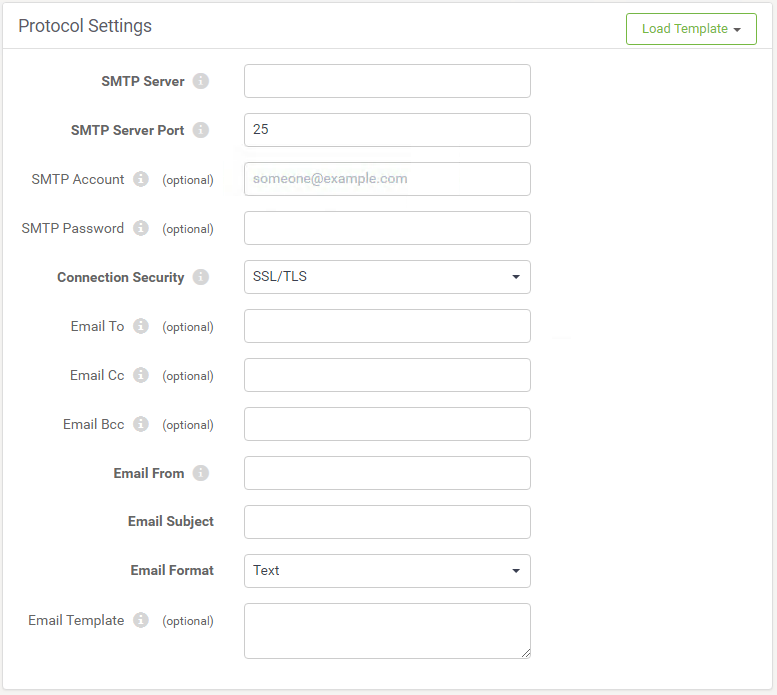 Protocol Settings Load Template
SMTP Server
SMTP Server Port 25
SMTP Account (optional) someone@example.com
SMTP Password (optional)
Connection Security SSL/TLS
Email To (optional)
Email Cc (optional)
Email Bcc (optional)
Email From
Email Subject
Email Format Text
Email Template (optional)